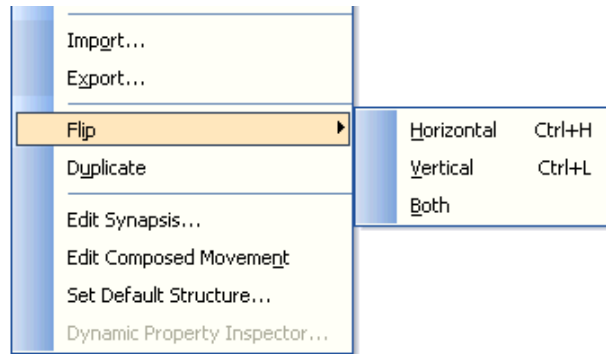 Import...
Export...
Flip
Horizontal Ctrl+H
Duplicate
Vertical Ctrl+L
Both
Edit Synapsis...
Edit Composed Movement
Set Default Structure...
Dynamic Property Inspector...